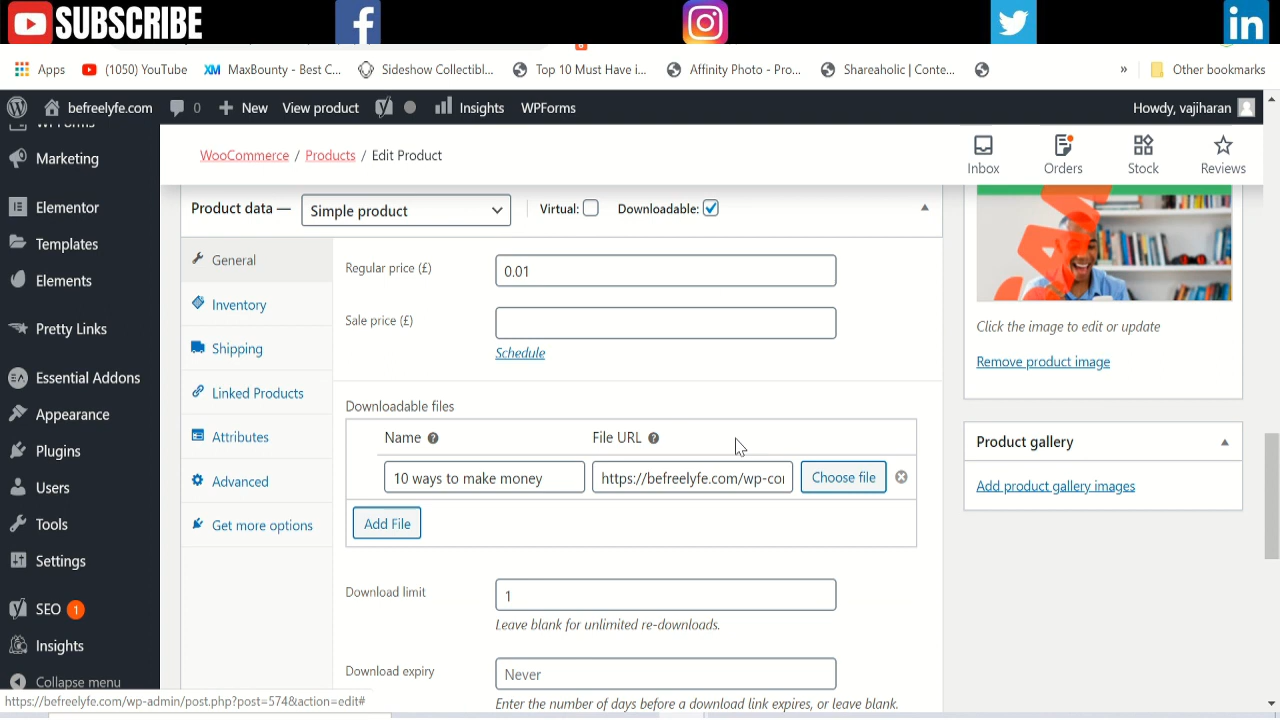 SUBSCRIBE
Apps
(1050) YouTube
MaxBounty - Best C...
Sideshow Collectibl...
Top 10 Must Have i...
Affinity Photo - Pro...
Shareaholic | Conte...
»
Other bookmarks
befreelyfe.com
0
New
View product
Insights
WPForms
Howdy, vajiharan
WPForms
Marketing
Elementor
Templates
Elements
Pretty Links
Essential Addons
Appearance
Plugins
Users
Tools
Settings
SEO 1
Insights
Collapse menu
WooCommerce / Products / Edit Product
Inbox
Orders
Stock
Reviews
Product data — Simple product Virtual: Downloadable:
General
Inventory
Shipping
Linked Products
Attributes
Advanced
Get more options
Regular price (£) 0.01
Sale price (£)
Schedule
Downloadable files
Name File URL
10 ways to make money https://befreelyfe.com/wp-co Choose file
Add File
Download limit 1
Leave blank for unlimited re-downloads.
Download expiry Never
Enter the number of days before a download link expires, or leave blank.
Click the image to edit or update
Remove product image
Product gallery
Add product gallery images
https://befreelyfe.com/wp-admin/post.php?post=574&action=edit#